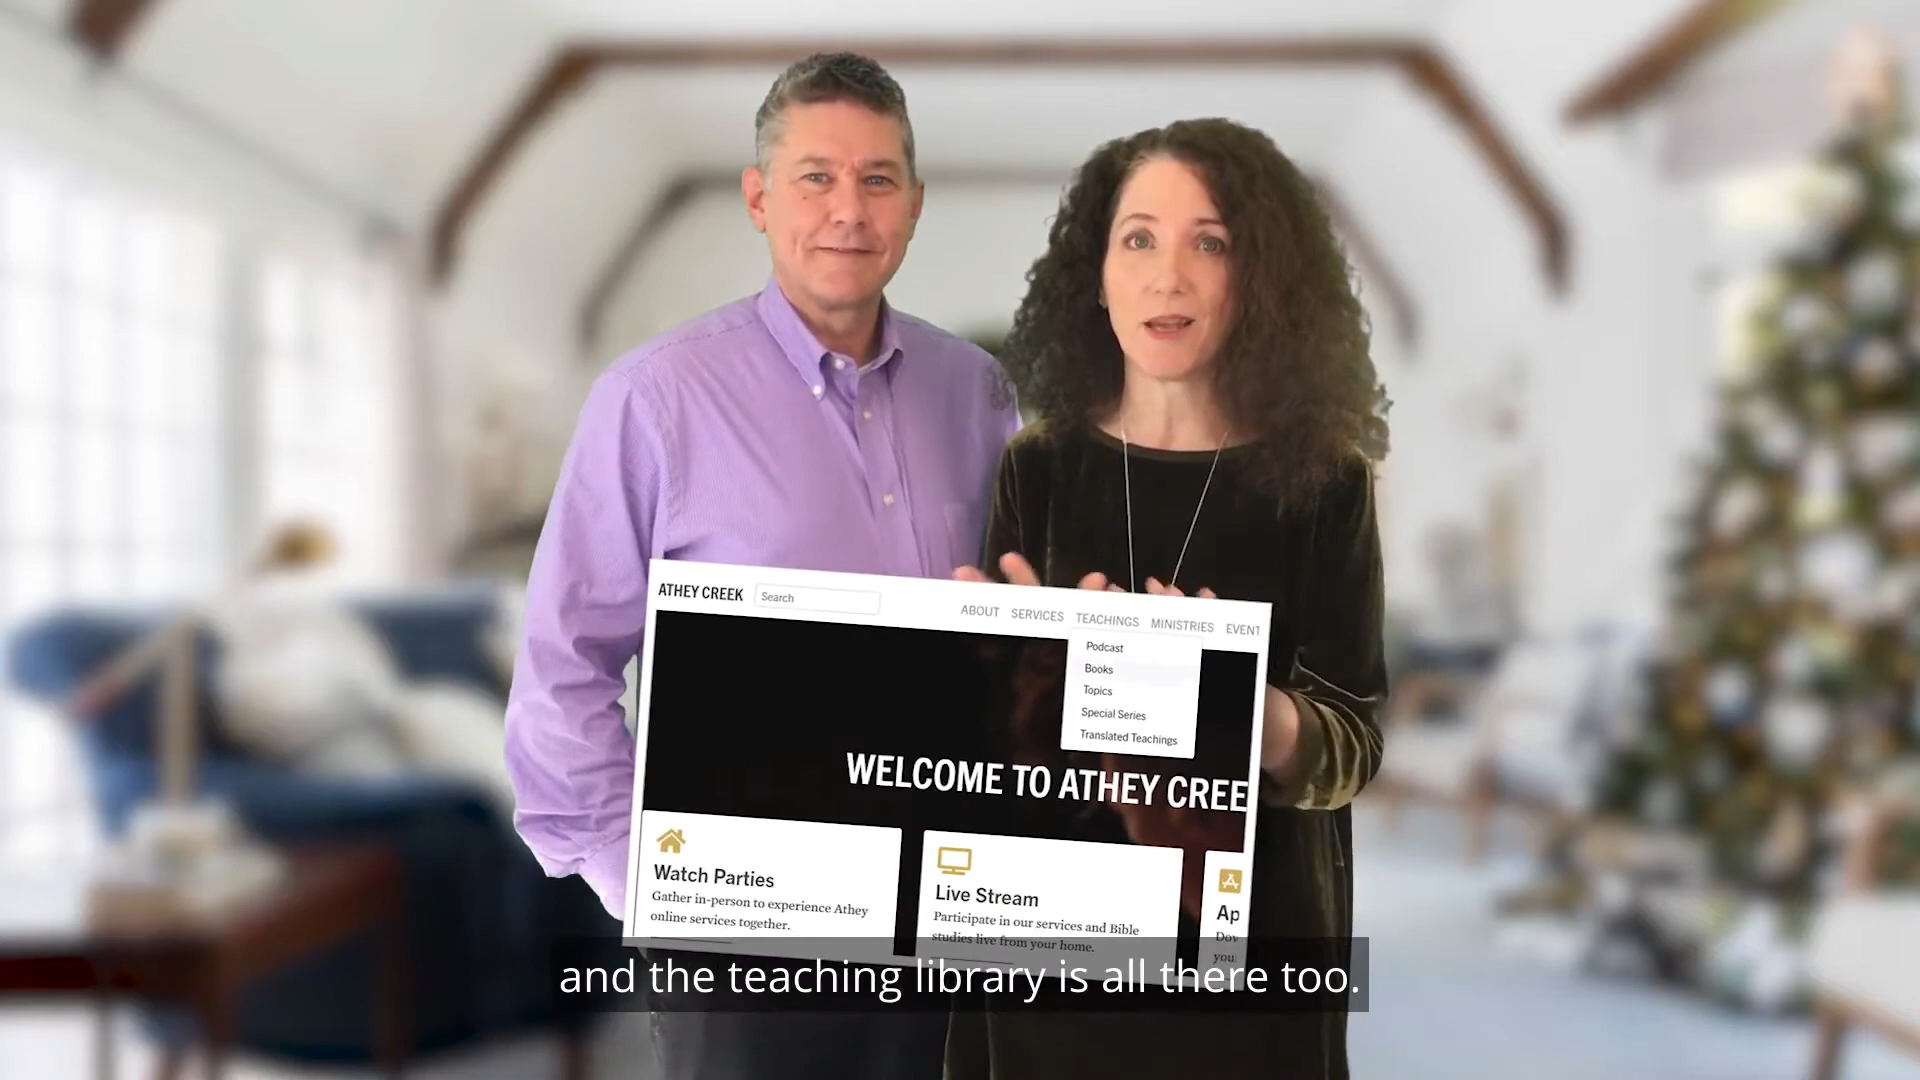 ATHEY CREEK
Search
ABOUT SERVICES TEACHINGS MINISTRIES EVENT
Podcast
Books
Topics
Special Series
Translated Teachings
WELCOME TO ATHEY CREE
Watch Parties
Gather in-person to experience Athey
online services together.
Live Stream
Participate in our services and Bible
studies live from your home.
Ap
Dov
you
and the teaching library is all there too.